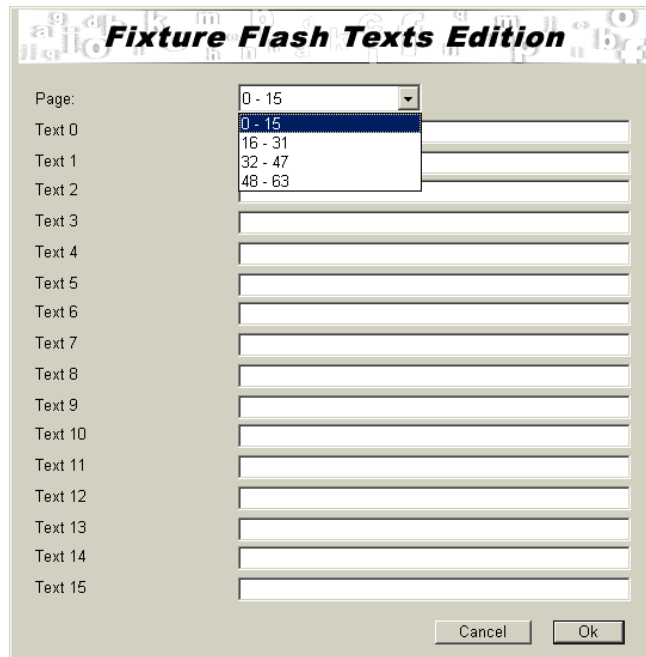 Fixture Flash Texts Edition
Page: 0 - 15
0 - 15
16 - 31
32 - 47
48 - 63
Text 0
Text 1
Text 2
Text 3
Text 4
Text 5
Text 6
Text 7
Text 8
Text 9
Text 10
Text 11
Text 12
Text 13
Text 14
Text 15
Cancel Ok